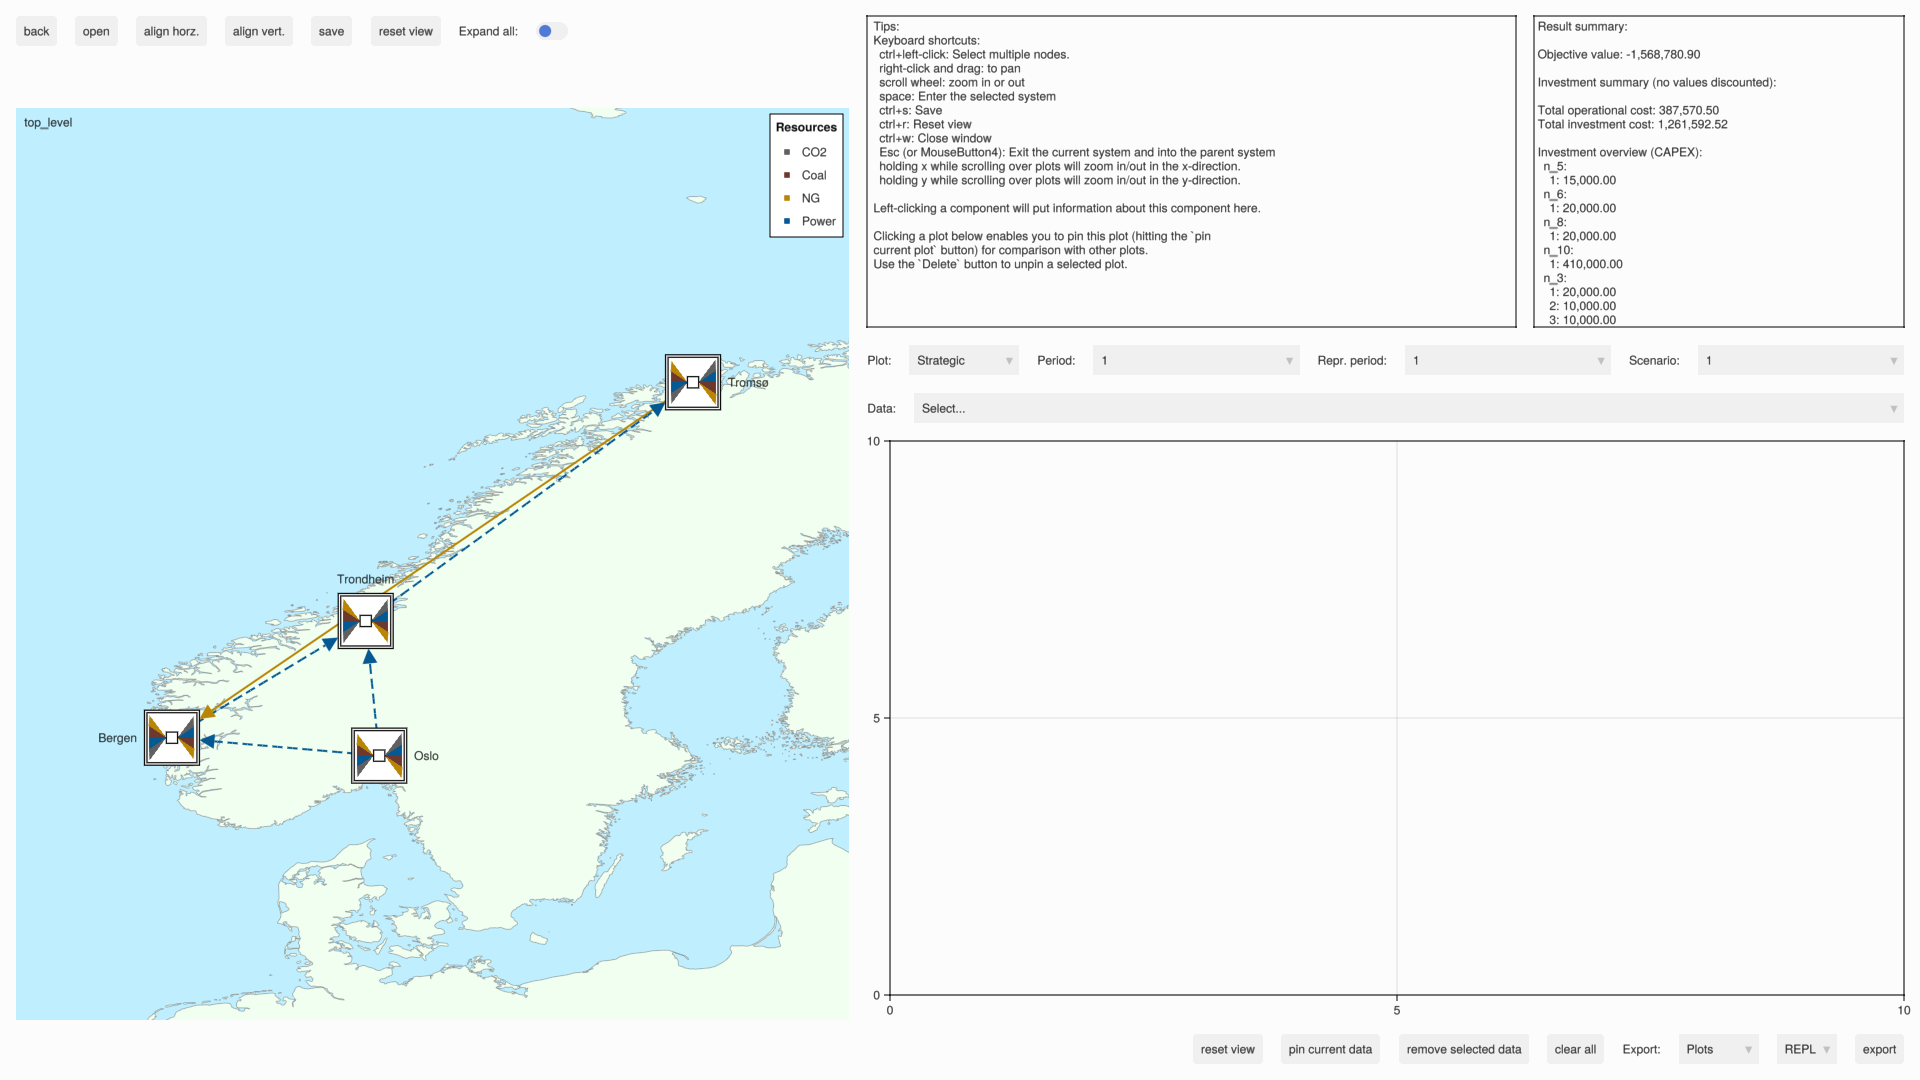 back
open
align horz.
align vert.
save
reset view
Expand all:
top_level
Resources
CO2
Coal
NG
Power
Tromsø
Trondheim
Bergen
Oslo
Tips:
Keyboard shortcuts:
ctrl+left-click: Select multiple nodes.
right-click and drag: to pan
scroll wheel: zoom in or out
space: Enter the selected system
ctrl+s: Save
ctrl+r: Reset view
ctrl+w: Close window
Esc (or MouseButton4): Exit the current system and into the parent system
holding x while scrolling over plots will zoom in/out in the x-direction.
holding y while scrolling over plots will zoom in/out in the y-direction.
Left-clicking a component will put information about this component here.
Clicking a plot below enables you to pin this plot (hitting the `pin
current plot` button) for comparison with other plots.
Use the `Delete` button to unpin a selected plot.
Result summary:
Objective value: -1,568,780.90
Investment summary (no values discounted):
Total operational cost: 387,570.50
Total investment cost: 1,261,592.52
Investment overview (CAPEX):
n_5:
1: 15,000.00
n_6:
1: 20,000.00
n_8:
1: 20,000.00
n_10:
1: 410,000.00
n_3:
1: 20,000.00
2: 10,000.00
3: 10,000.00
Plot:
Strategic
Period:
1
Repr. period:
1
Scenario:
1
Data:
Select...
10
5
0
0
5
10
reset view
pin current data
remove selected data
clear all
Export:
Plots
REPL
export